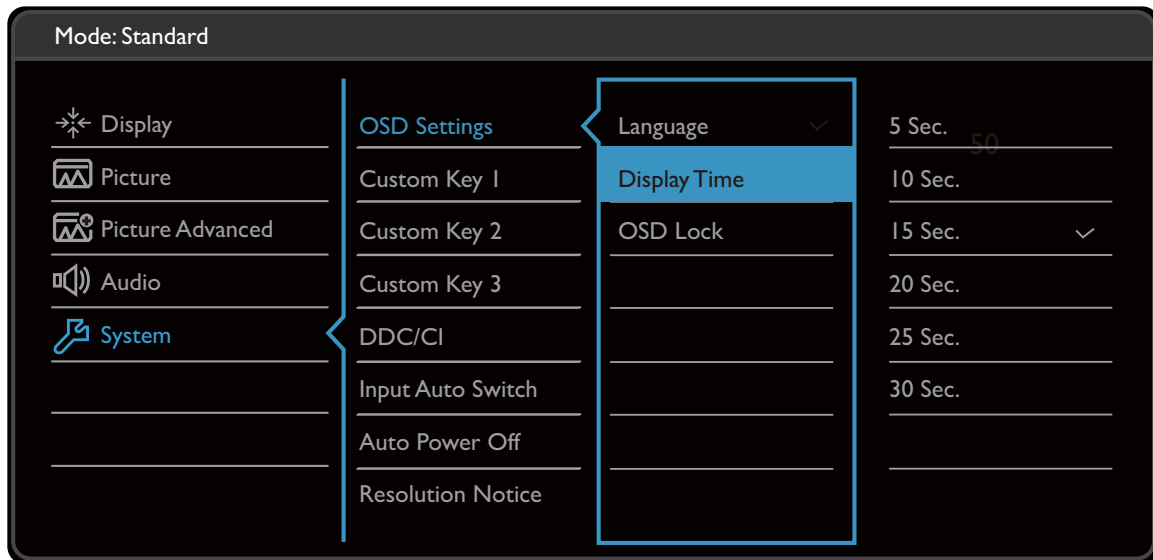 Mode: Standard
Display
Picture
Picture Advanced
Audio
System
OSD Settings
Custom Key 1
Custom Key 2
Custom Key 3
DDC/CI
Input Auto Switch
Auto Power Off
Resolution Notice
Language
Display Time
OSD Lock
5 Sec.
50
10 Sec.
15 Sec.
20 Sec.
25 Sec.
30 Sec.